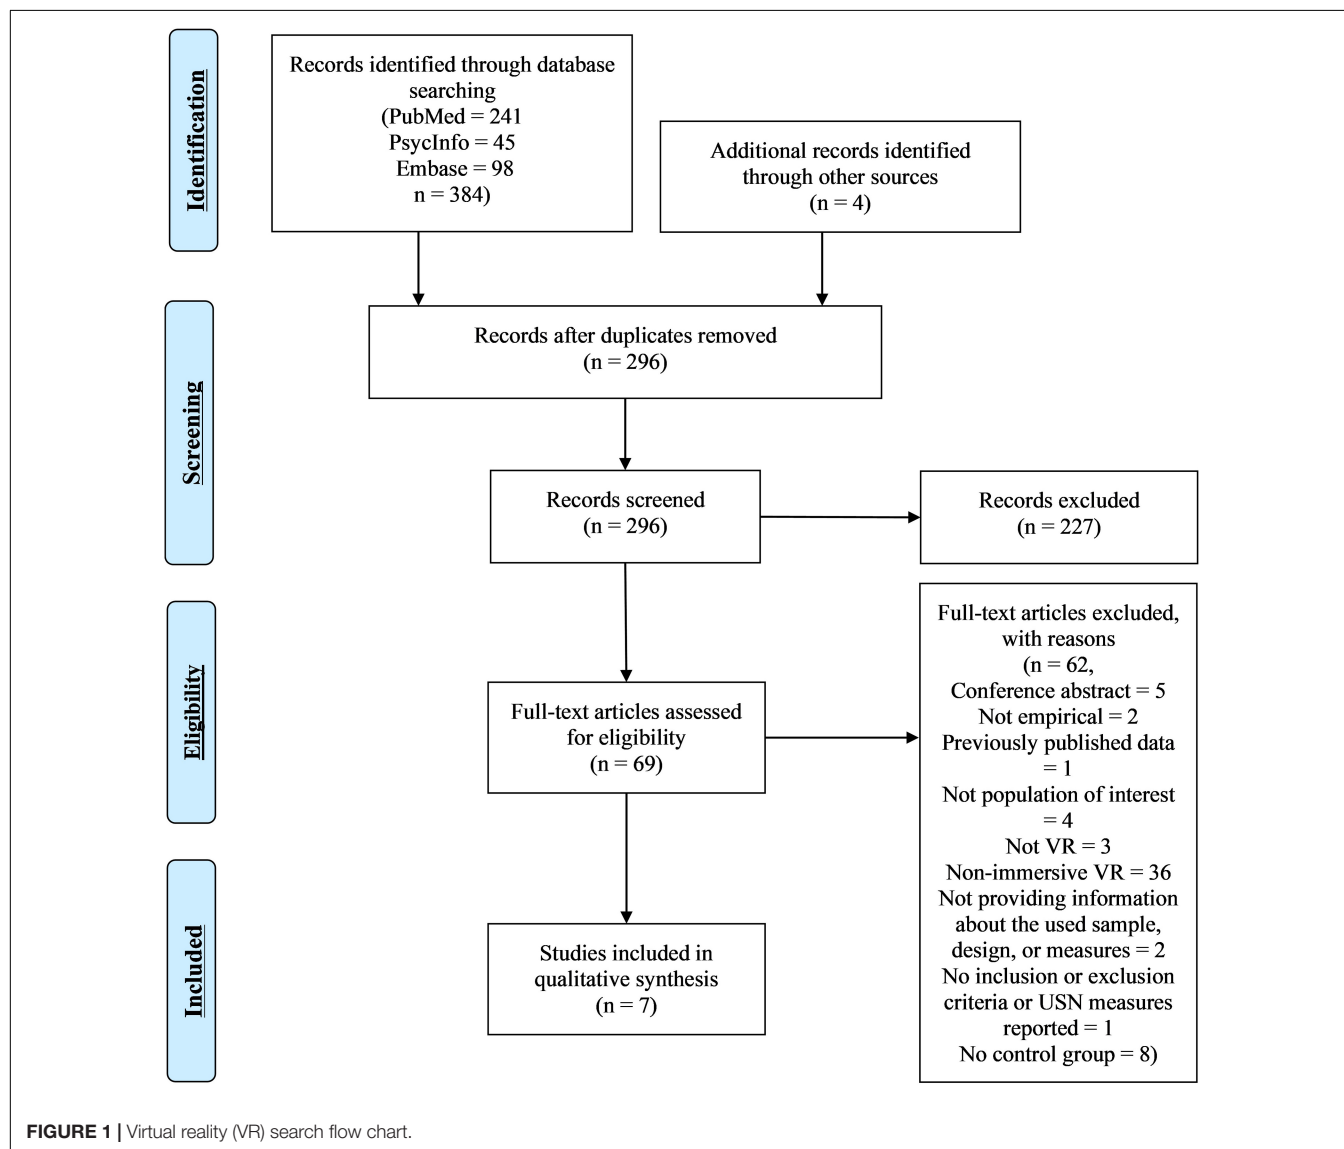 Identification
Records identified through database
searching
(PubMed = 241
PsycInfo = 45
Embase = 98
n = 384)
Additional records identified
through other sources
(n = 4)
Screening
Records after duplicates removed
(n = 296)
Records screened
(n = 296)
Records excluded
(n = 227)
Eligibility
Full-text articles assessed
for eligibility
(n = 69)
Full-text articles excluded,
with reasons
(n = 62,
Conference abstract = 5
Not empirical = 2
Previously published data
= 1
Not population of interest
= 4
Not VR = 3
Non-immersive VR = 36
Not providing information
about the used sample,
design, or measures = 2
No inclusion or exclusion
criteria or USN measures
reported = 1
No control group = 8)
Included
Studies included in
qualitative synthesis
(n = 7)
FIGURE 1 | Virtual reality (VR) search flow chart.